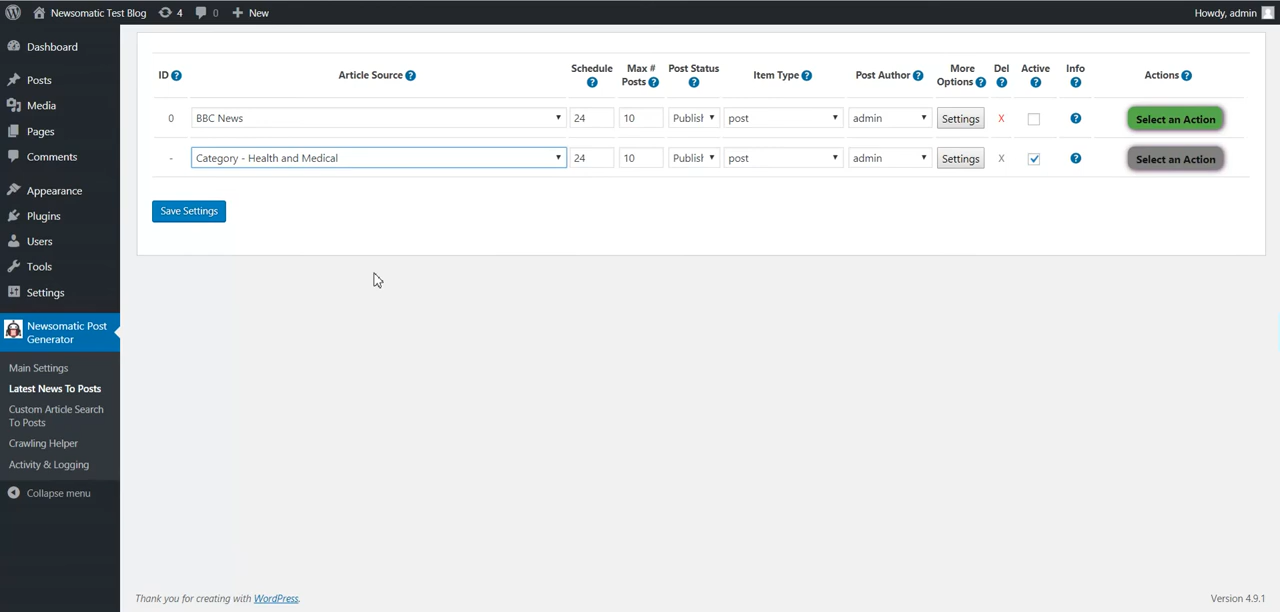 Newsomatic Test Blog 4 0 New Howdy, admin
Dashboard
Posts
Media
Pages
Comments
Appearance
Plugins
Users
Tools
Settings
Newsomatic Post
Generator
Main Settings
Latest News To Posts
Custom Article Search
To Posts
Crawling Helper
Activity & Logging
Collapse menu
ID ? Article Source ? Schedule ? Max # Posts ? Post Status ? Item Type ? Post Author ? More Options ? Del ? Active ? Info ? Actions ?
0 BBC News 24 10 Publish post admin Settings X ? Select an Action
- Category - Health and Medical 24 10 Publish post admin Settings X ? Select an Action
Save Settings
Thank you for creating with WordPress. Version 4.9.1